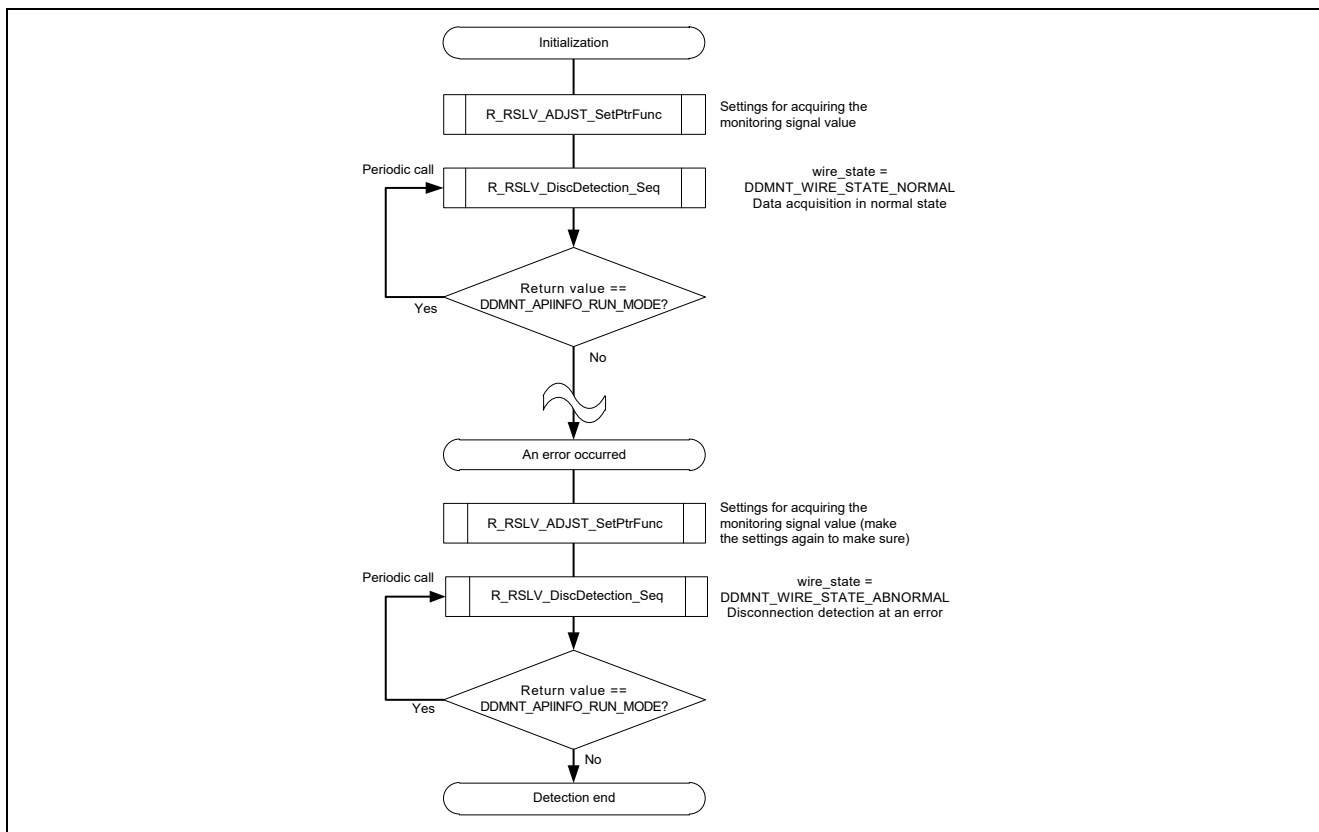 Initialization
R_RSLV_ADJST_SetPtrFunc
Settings for acquiring the
monitoring signal value
Periodic call
R_RSLV_DiscDetection_Seq
wire_state =
DDMNT_WIRE_STATE_NORMAL
Data acquisition in normal state
Return value ==
DDMNT_APIINFO_RUN_MODE?
Yes
No
An error occurred
R_RSLV_ADJST_SetPtrFunc
Settings for acquiring the
monitoring signal value (make
the settings again to make sure)
Periodic call
R_RSLV_DiscDetection_Seq
wire_state =
DDMNT_WIRE_STATE_ABNORMAL
Disconnection detection at an error
Return value ==
DDMNT_APIINFO_RUN_MODE?
Yes
No
Detection end